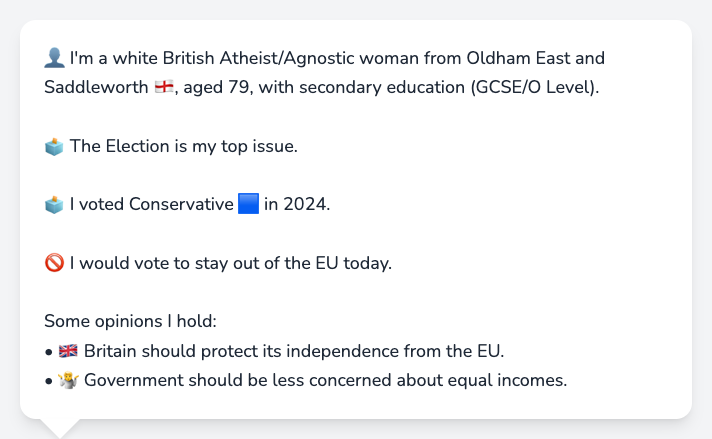 👤 I'm a white British Atheist/Agnostic woman from Oldham East and
Saddleworth 🏴󠁧󠁢󠁥󠁮󠁧󠁿, aged 79, with secondary education (GCSE/O Level).
🗳️ The Election is my top issue.
🗳️ I voted Conservative 🟦 in 2024.
🚫 I would vote to stay out of the EU today.
Some opinions I hold:
• 🇬🇧 Britain should protect its independence from the EU.
• 🤷 Government should be less concerned about equal incomes.